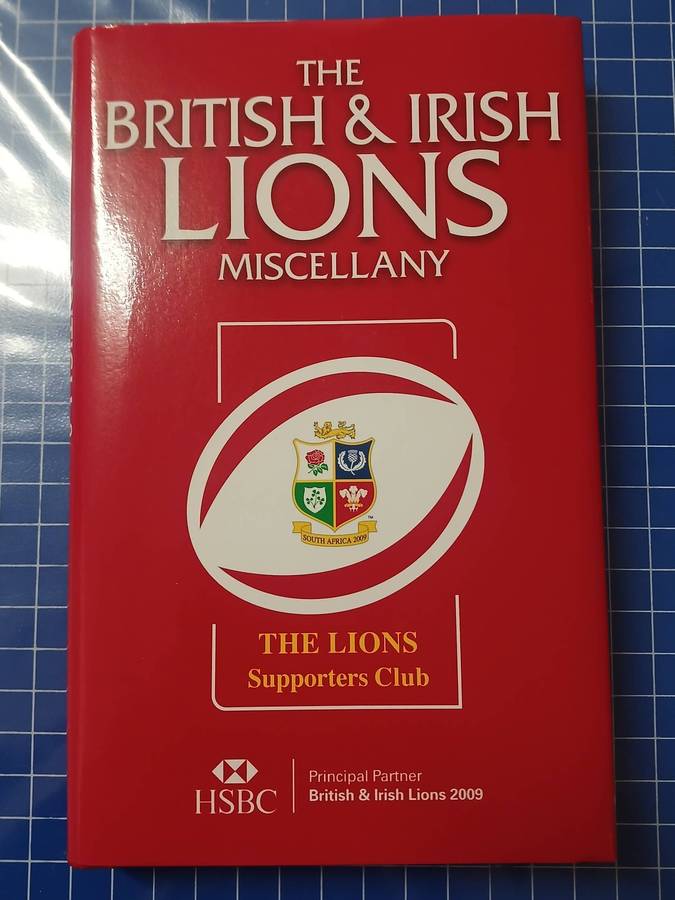 THE
BRITISH & IRISH
LIONS
MISCELLANY
TM
SOUTH AFRICA 2009
THE LIONS
Supporters Club
HSBC
Principal Partner
British & Irish Lions 2009